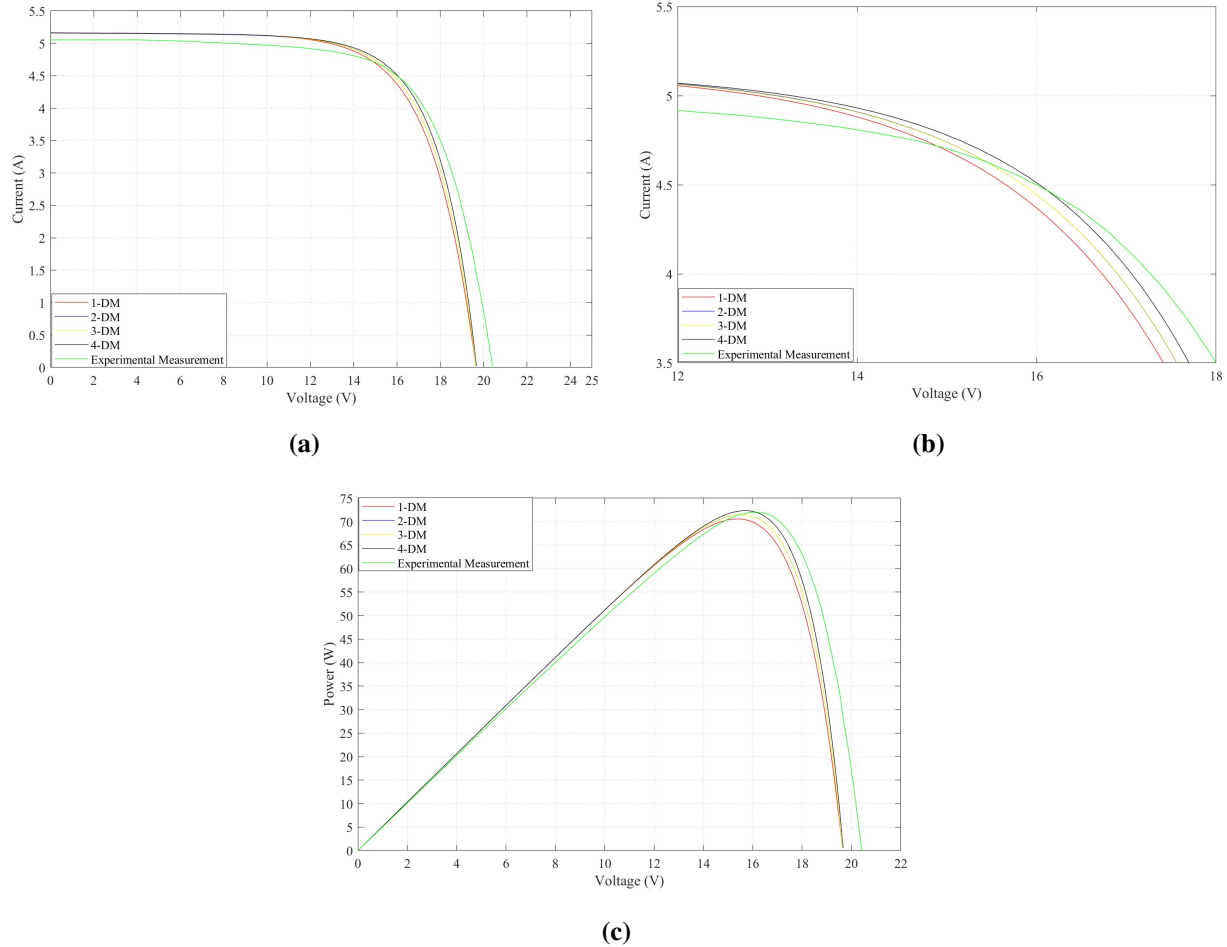 5.5
5
4.5
4
3.5
3
2.5
2
1.5
1
0.5
0
Current (A)
1-DM
2-DM
3-DM
4-DM
Experimental Measurement
0 2 4 6 8 10 12 14 16 18 20 22 24 25
Voltage (V)
(a)
5.5
5
4.5
4
3.5
Current (A)
1-DM
2-DM
3-DM
4-DM
Experimental Measurement
12 14 16 18
Voltage (V)
(b)
75
70
65
60
55
50
45
40
35
30
25
20
15
10
5
0
Power (W)
1-DM
2-DM
3-DM
4-DM
Experimental Measurement
0 2 4 6 8 10 12 14 16 18 20 22
Voltage (V)
(c)